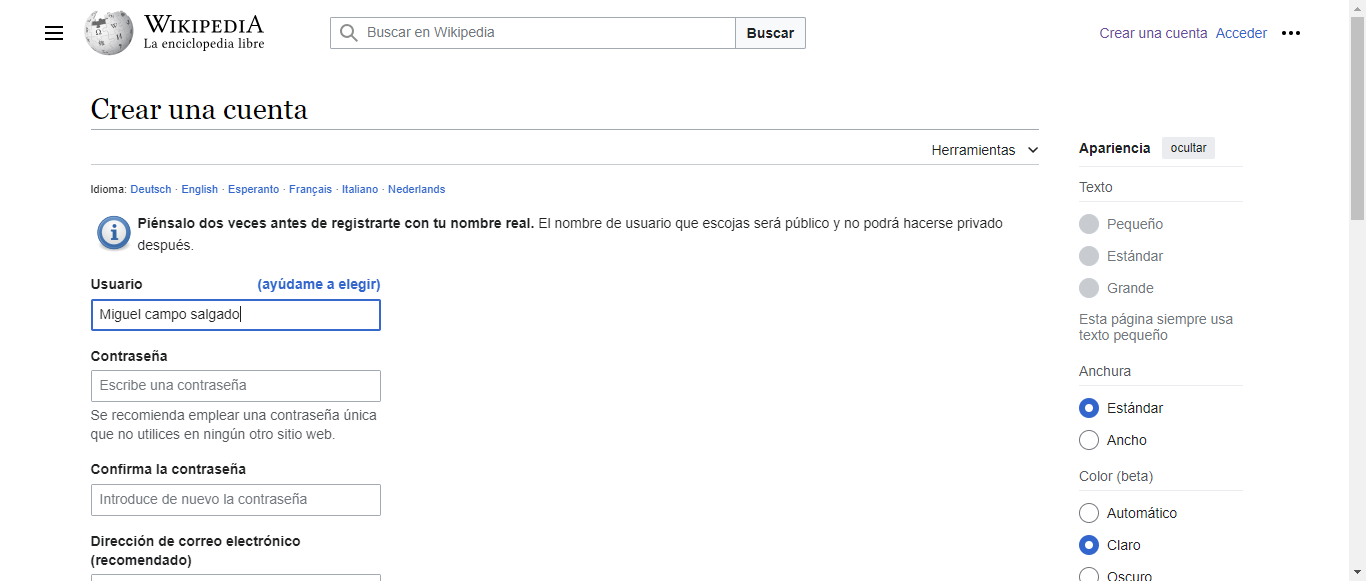 WIKIPEDIA
La enciclopedia libre
Buscar en Wikipedia
Buscar
Crear una cuenta Acceder
Crear una cuenta
Herramientas
Idioma: Deutsch · English · Esperanto · Français · Italiano · Nederlands
Piénsalo dos veces antes de registrarte con tu nombre real. El nombre de usuario que escojas será público y no podrá hacerse privado
después.
Usuario (ayúdame a elegir)
Miguel campo salgado
Contraseña
Escribe una contraseña
Se recomienda emplear una contraseña única
que no utilices en ningún otro sitio web.
Confirma la contraseña
Introduce de nuevo la contraseña
Dirección de correo electrónico
(recomendado)
Apariencia ocultar
Texto
Pequeño
Estándar
Grande
Esta página siempre usa
texto pequeño
Anchura
Estándar
Ancho
Color (beta)
Automático
Claro
Oscuro